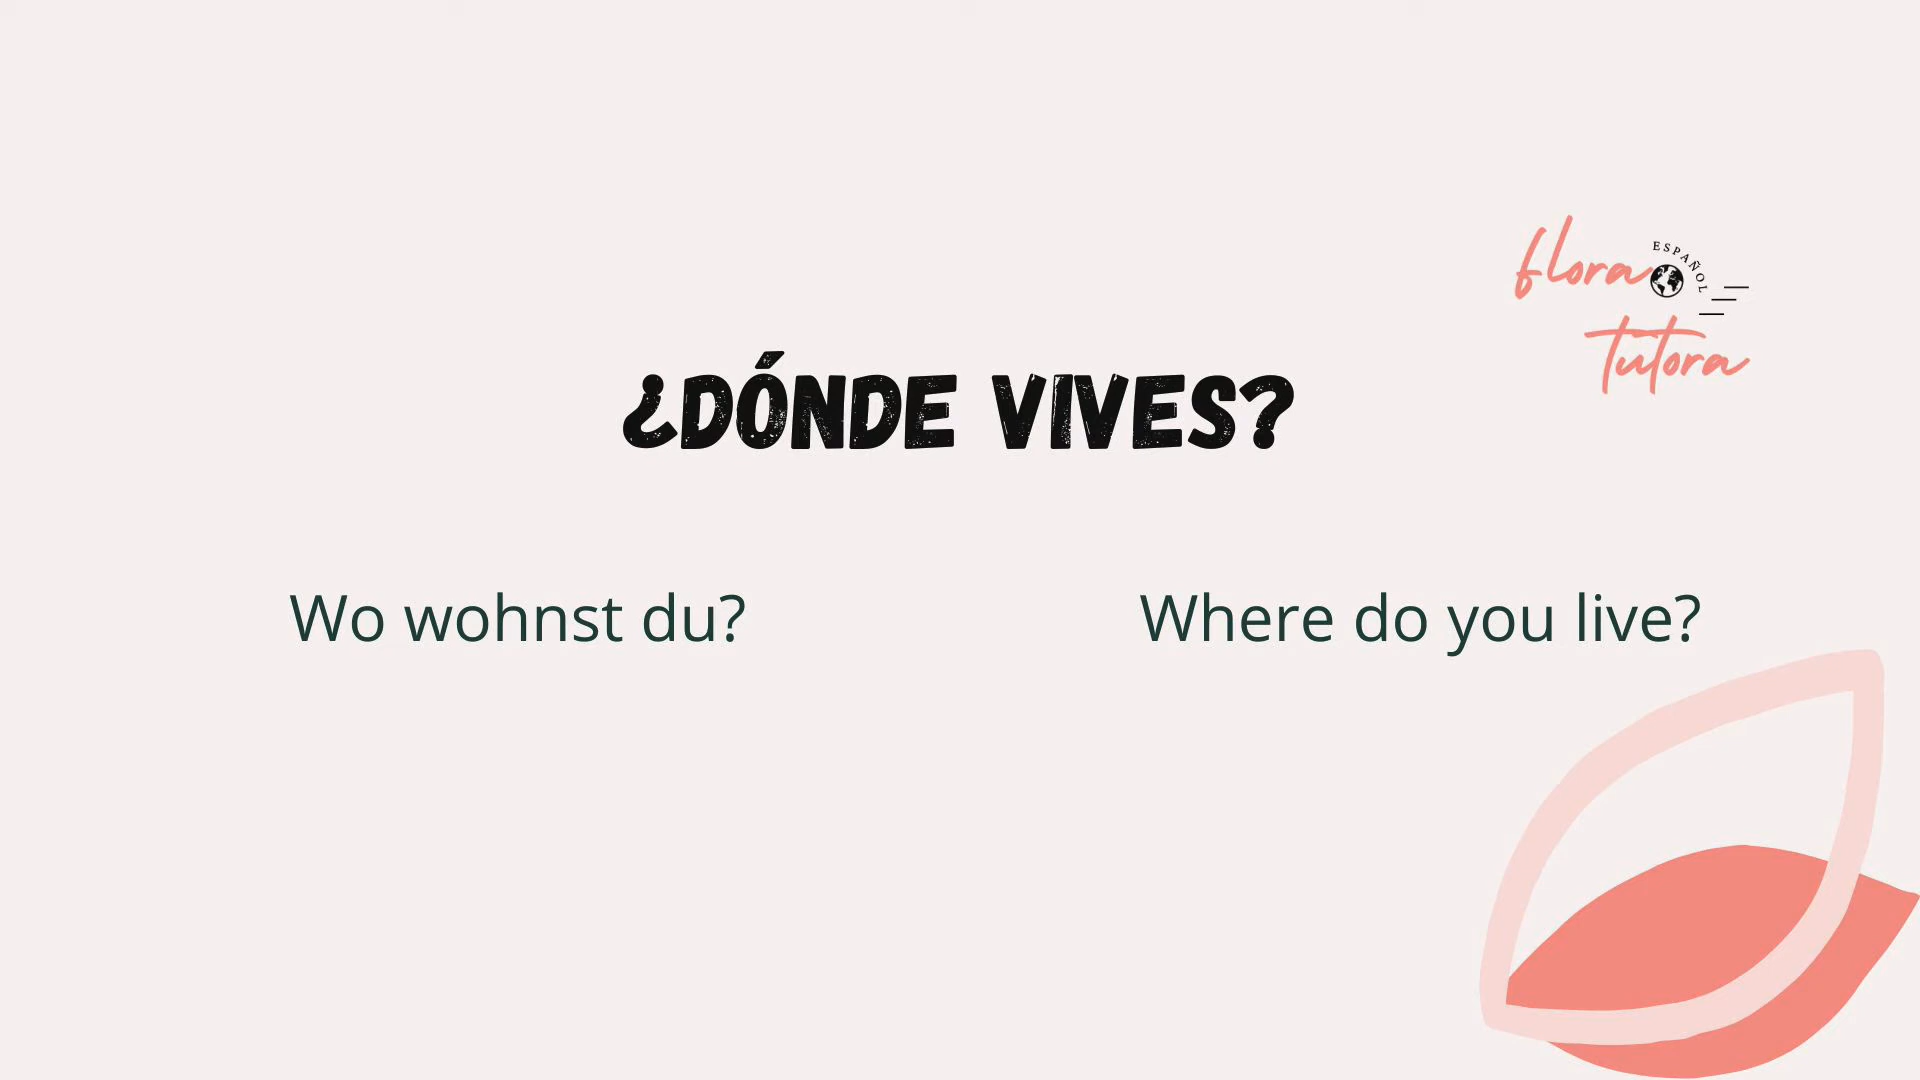 flora
ESPAÑOL
tutora
¿DÓNDE VIVES?
Wo wohnst du?
Where do you live?